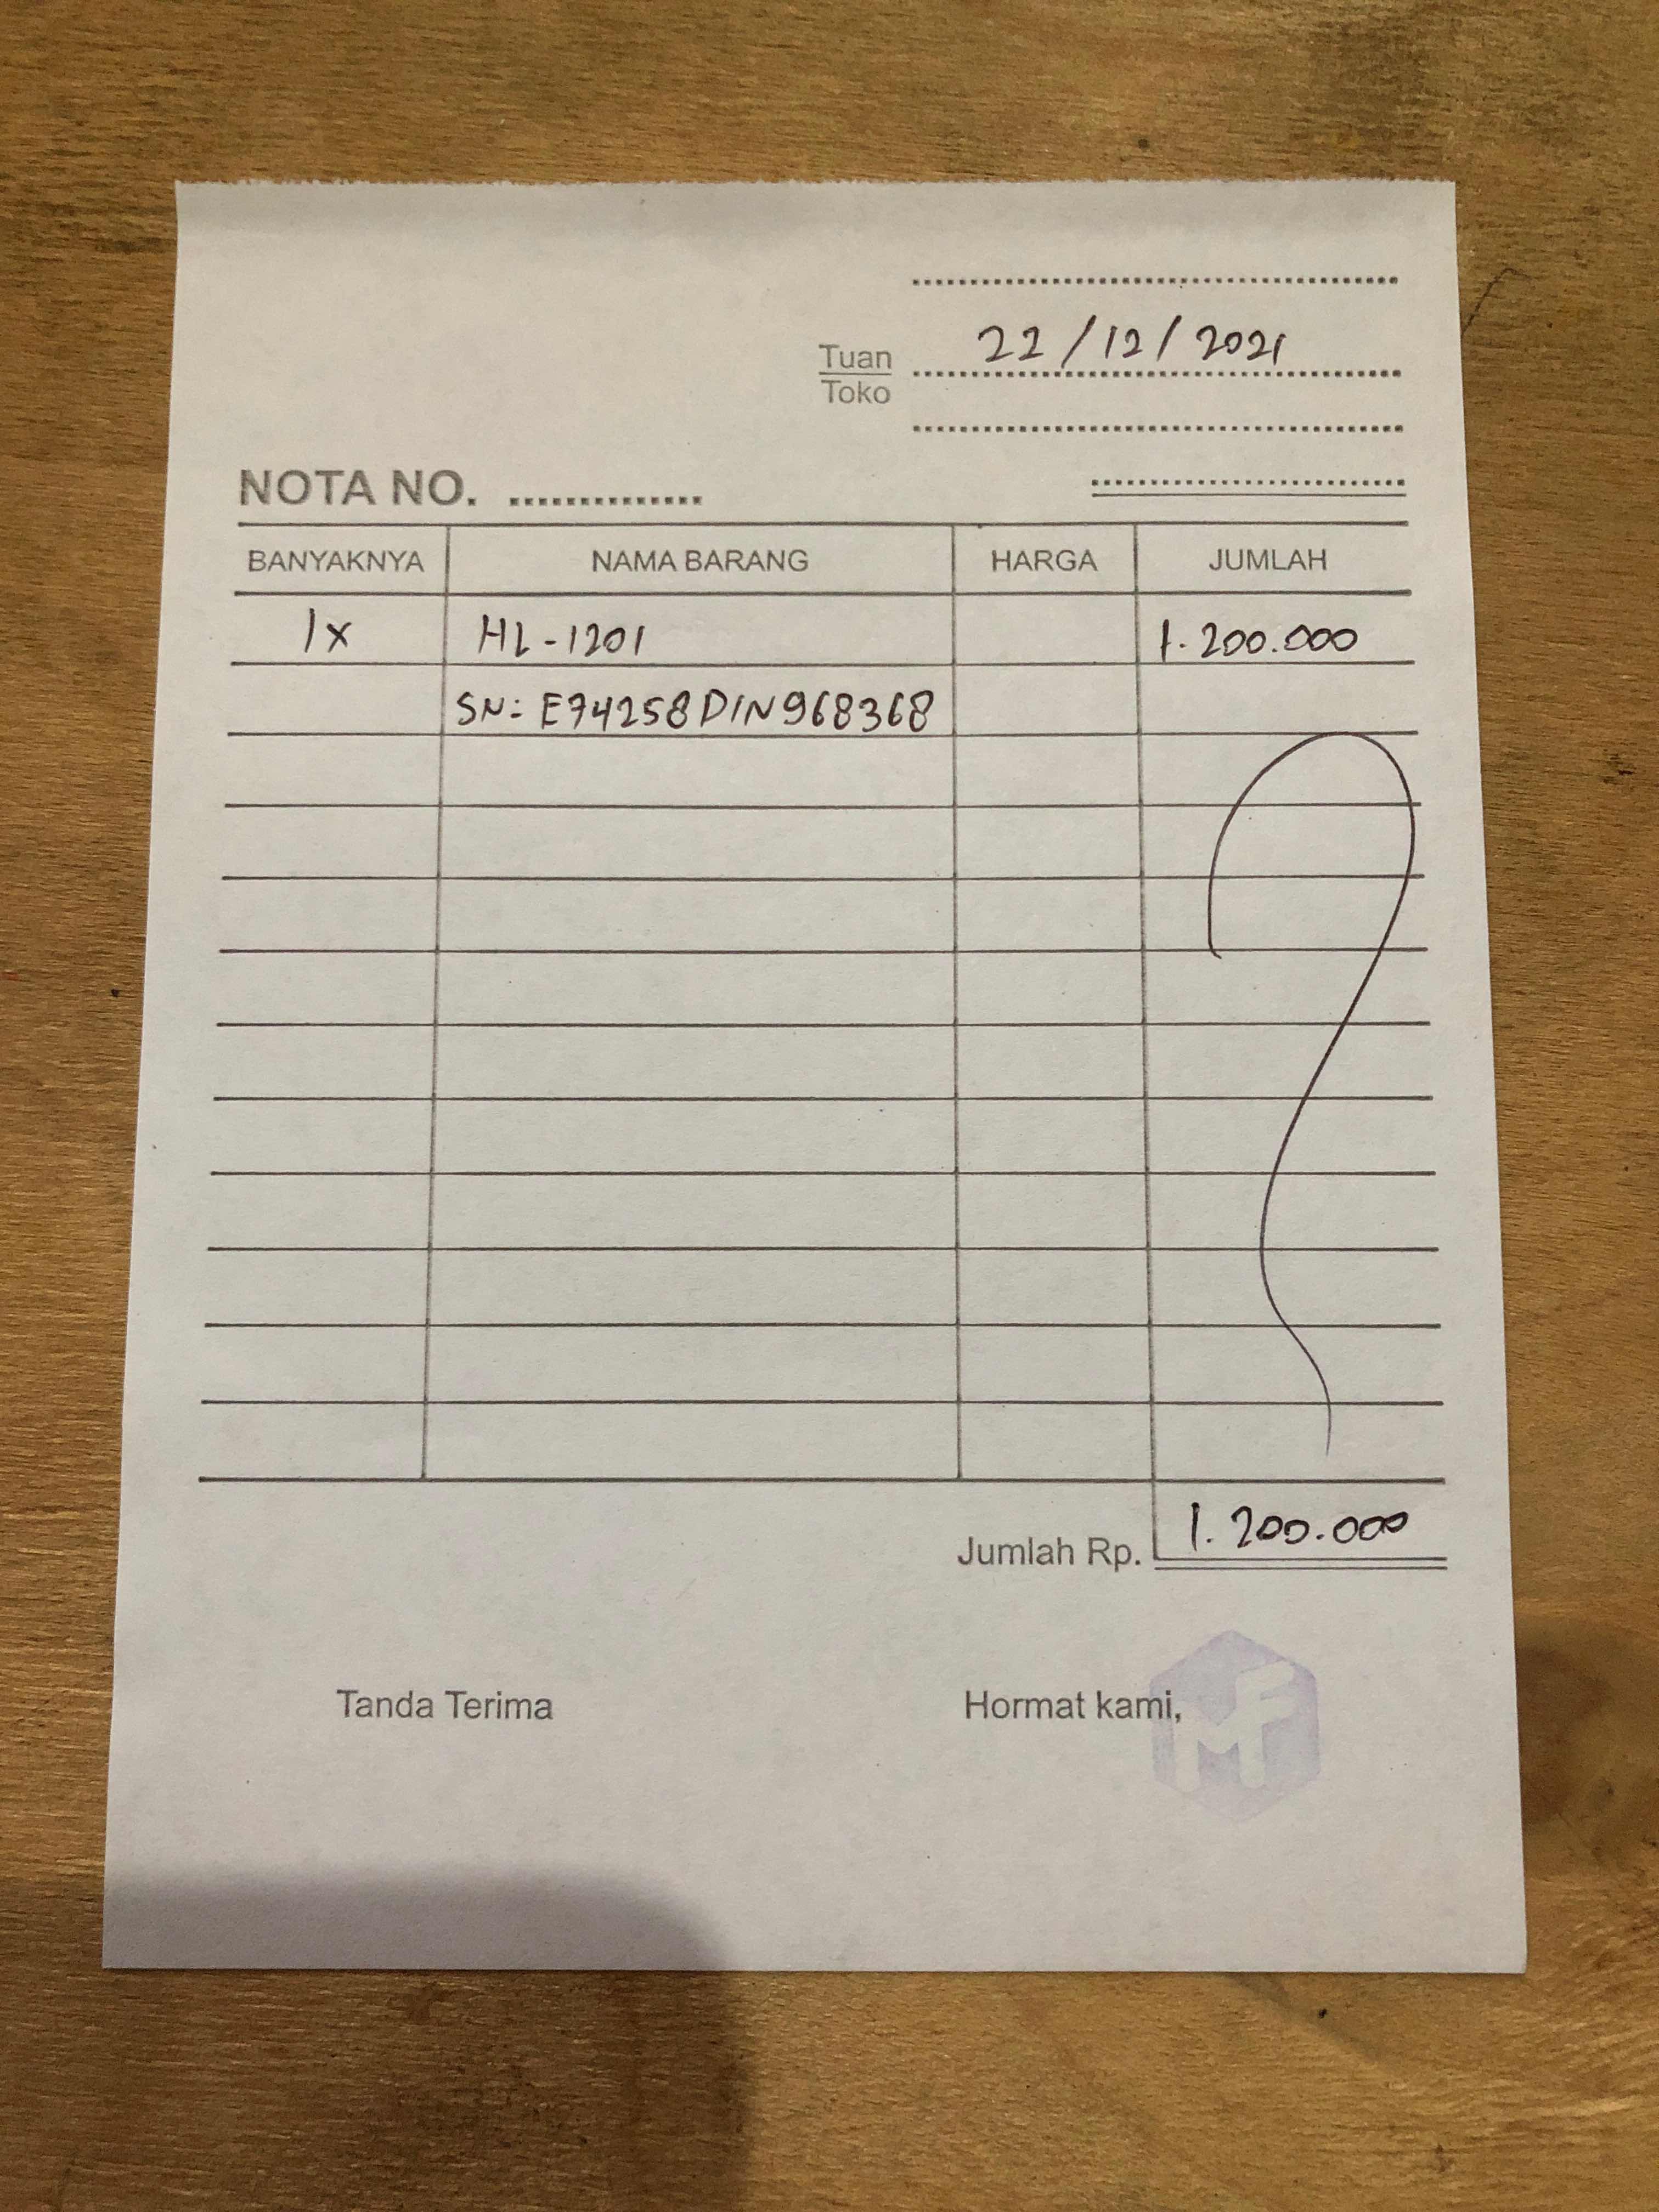 22/12/2021
Tuan
Toko
NOTA NO. ..............
BANYAKNYA NAMA BARANG HARGA JUMLAH
1x HL-1201 1.200.000
SN: E74258D1N968368
Jumlah Rp. 1.200.000
Tanda Terima Hormat kami,
MF